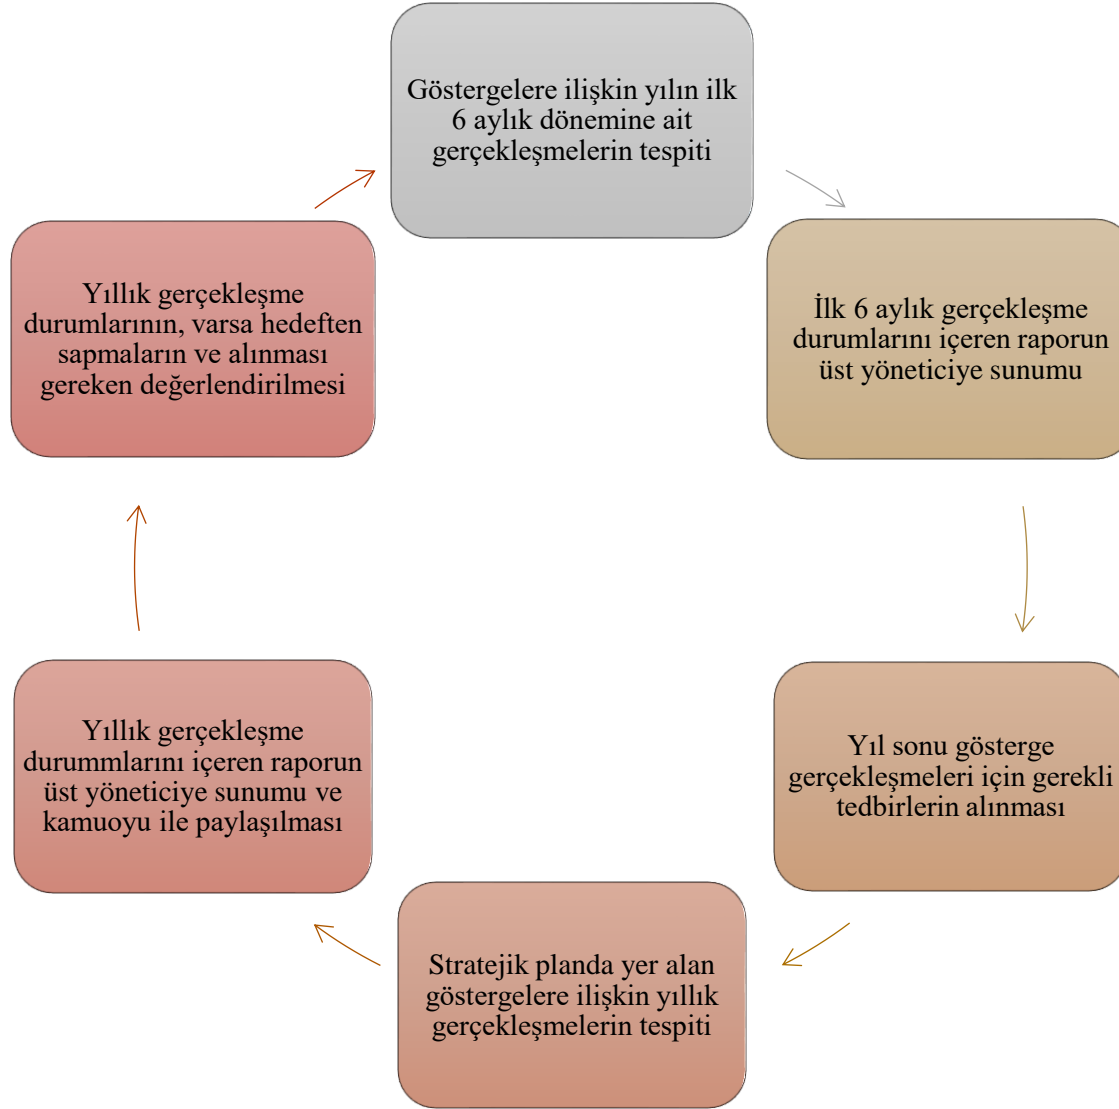 Göstergelere ilişkin yılın ilk
6 aylık dönemine ait
gerçekleşmelerin tespiti
İlk 6 aylık gerçekleşme
durumlarını içeren raporun
üst yöneticiye sunumu
Yıl sonu gösterge
gerçekleşmeleri için gerekli
tedbirlerin alınması
Stratejik planda yer alan
göstergelere ilişkin yıllık
gerçekleşmelerin tespiti
Yıllık gerçekleşme
durummlarını içeren raporun
üst yöneticiye sunumu ve
kamuoyu ile paylaşılması
Yıllık gerçekleşme
durumlarının, varsa hedeften
sapmaların ve alınması
gereken değerlendirilmesi